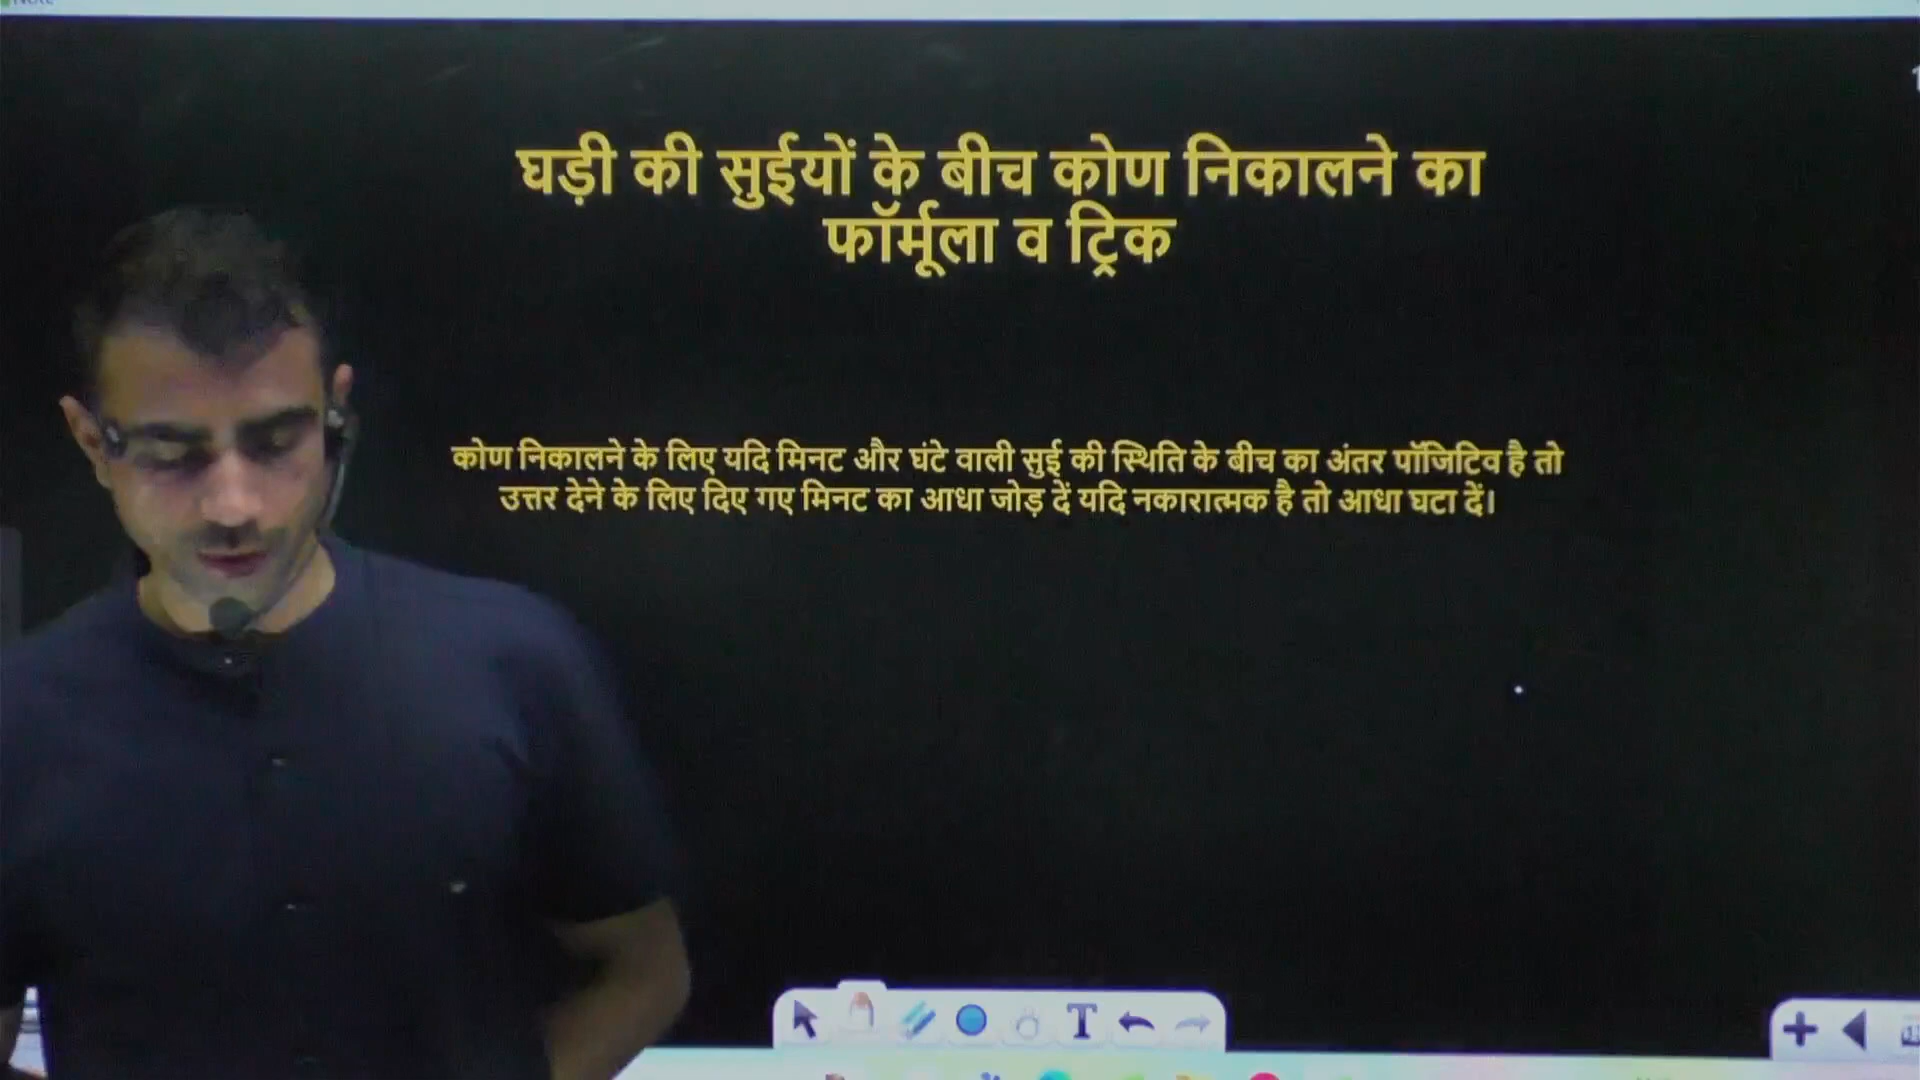 घड़ी की सुईयों के बीच कोण निकालने का
फॉर्मूला व ट्रिक
कोण निकालने के लिए यदि मिनट और घंटे वाली सुई की स्थिति के बीच का अंतर पॉजिटिव है तो
उत्तर देने के लिए दिए गए मिनट का आधा जोड़ दें यदि नकारात्मक है तो आधा घटा दें।
T